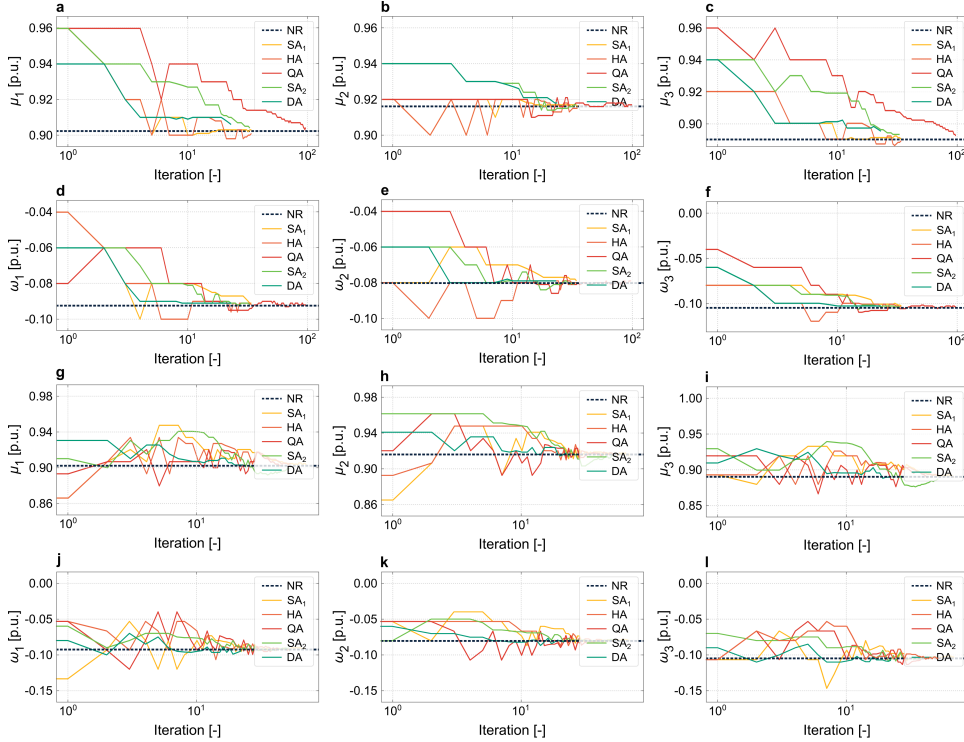 a
μ1 [p.u.]
0.96
0.94
0.92
0.90
10^0
10^1
10^2
Iteration [-]
NR
SA1
HA
QA
SA2
DA
b
μ2 [p.u.]
0.96
0.94
0.92
0.90
10^0
10^1
10^2
Iteration [-]
NR
SA1
HA
QA
SA2
DA
c
μ3 [p.u.]
0.96
0.94
0.92
0.90
10^0
10^1
10^2
Iteration [-]
NR
SA1
HA
QA
SA2
DA
d
ω1 [p.u.]
-0.04
-0.06
-0.08
-0.10
10^0
10^1
10^2
Iteration [-]
NR
SA1
HA
QA
SA2
DA
e
ω2 [p.u.]
-0.04
-0.06
-0.08
-0.10
10^0
10^1
10^2
Iteration [-]
NR
SA1
HA
QA
SA2
DA
f
ω3 [p.u.]
0.00
-0.05
-0.10
10^0
10^1
10^2
Iteration [-]
NR
SA1
HA
QA
SA2
DA
g
μ1 [p.u.]
0.98
0.94
0.90
0.86
10^0
10^1
Iteration [-]
NR
SA1
HA
QA
SA2
DA
h
μ2 [p.u.]
0.98
0.94
0.90
0.86
10^0
10^1
Iteration [-]
NR
SA1
HA
QA
SA2
DA
i
μ3 [p.u.]
1.00
0.95
0.90
0.85
10^0
10^1
Iteration [-]
NR
SA1
HA
QA
SA2
DA
j
ω1 [p.u.]
0.00
-0.05
-0.10
-0.15
10^0
10^1
Iteration [-]
NR
SA1
HA
QA
SA2
DA
k
ω2 [p.u.]
0.00
-0.05
-0.10
-0.15
10^0
10^1
Iteration [-]
NR
SA1
HA
QA
SA2
DA
l
ω3 [p.u.]
0.00
-0.05
-0.10
-0.15
10^0
10^1
Iteration [-]
NR
SA1
HA
QA
SA2
DA